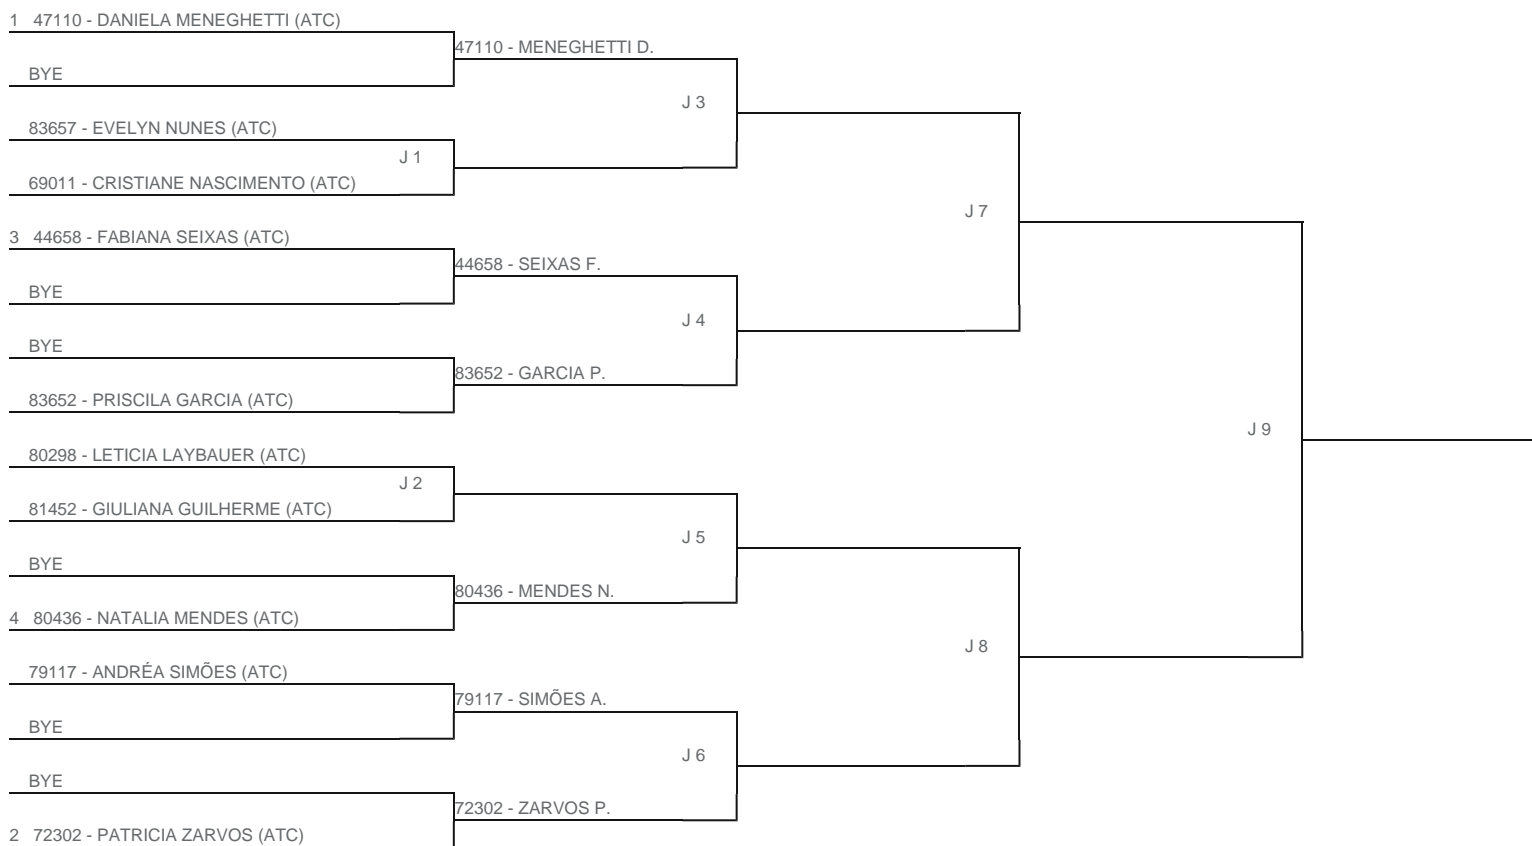 1 47110 - DANIELA MENEGHETTI (ATC)
47110 - MENEGHETTI D.
BYE
J 3
83657 - EVELYN NUNES (ATC)
J 1
69011 - CRISTIANE NASCIMENTO (ATC)
J 7
3 44658 - FABIANA SEIXAS (ATC)
44658 - SEIXAS F.
BYE
J 4
BYE
83652 - GARCIA P.
83652 - PRISCILA GARCIA (ATC)
J 9
80298 - LETICIA LAYBAUER (ATC)
J 2
81452 - GIULIANA GUILHERME (ATC)
J 5
BYE
80436 - MENDES N.
4 80436 - NATALIA MENDES (ATC)
J 8
79117 - ANDRÉA SIMÕES (ATC)
79117 - SIMÕES A.
BYE
J 6
BYE
72302 - ZARVOS P.
2 72302 - PATRICIA ZARVOS (ATC)